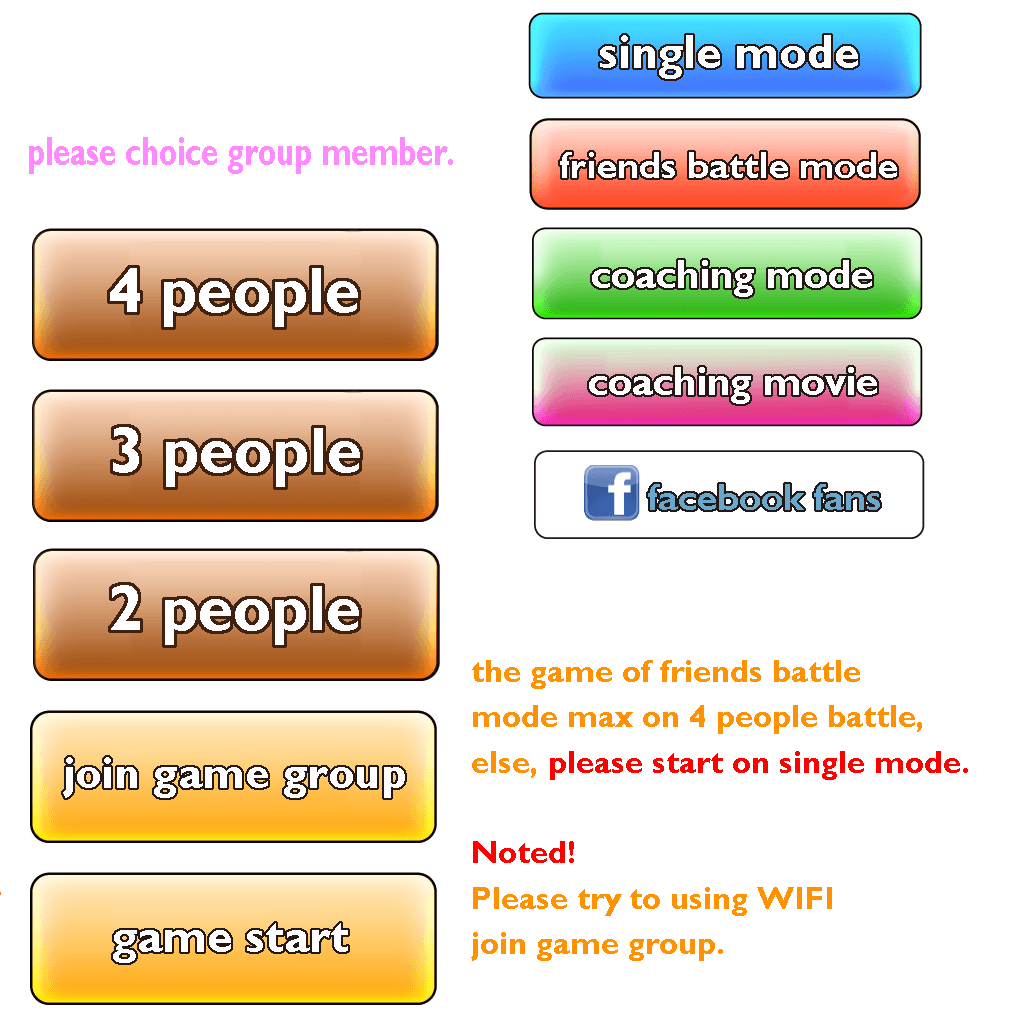 please choice group member.
4 people
3 people
2 people
join game group
game start
single mode
friends battle mode
coaching mode
coaching movie
f facebook fans
the game of friends battle
mode max on 4 people battle,
else, please start on single mode.
Noted!
Please try to using WIFI
join game group.